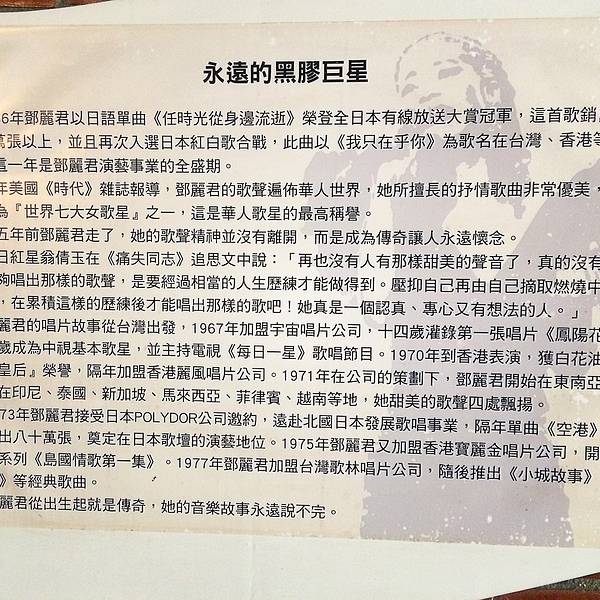 永遠的黑膠巨星
86年鄧麗君以日語單曲《任時光從身邊流逝》榮登全日本有線放送大賞冠軍，這首歌銷
萬張以上，並且再次入選日本紅白歌合戰，此曲以《我只在乎你》為歌名在台灣、香港等
這一年是鄧麗君演藝事業的全盛期。
年美國《時代》雜誌報導，鄧麗君的歌聲遍佈華人世界，她所擅長的抒情歌曲非常優美，
為『世界七大女歌星』之一，這是華人歌星的最高稱譽。
五年前鄧麗君走了，她的歌聲精神並沒有離開，而是成為傳奇讓人永遠懷念。
日紅星翁倩玉在《痛失同志》追思文中說：「再也沒有人有那樣甜美的聲音了，真的沒有
夠唱出那樣的歌聲，是要經過相當的人生歷練才能做得到。壓抑自己再由自己摘取燃燒中
，在累積這樣的歷練後才能唱出那樣的歌吧！她真是一個認真、專心又有想法的人。」
麗君的唱片故事從台灣出發，1967年加盟宇宙唱片公司，十四歲灌錄第一張唱片《鳳陽花
歲成為中視基本歌星，並主持電視《每日一星》歌唱節目。1970年到香港表演，獲白花油
皇后』榮譽，隔年加盟香港麗風唱片公司。1971年在公司的策劃下，鄧麗君開始在東南亞
在印尼、泰國、新加坡、馬來西亞、菲律賓、越南等地，她甜美的歌聲四處飄揚。
973年鄧麗君接受日本POLYDOR公司邀約，遠赴北國日本發展歌唱事業，隔年單曲《空港》
出八十萬張，奠定在日本歌壇的演藝地位。1975年鄧麗君又加盟香港寶麗金唱片公司，開
系列《島國情歌第一集》。1977年鄧麗君加盟台灣歌林唱片公司，隨後推出《小城故事》
》等經典歌曲。
麗君從出生起就是傳奇，她的音樂故事永遠說不完。